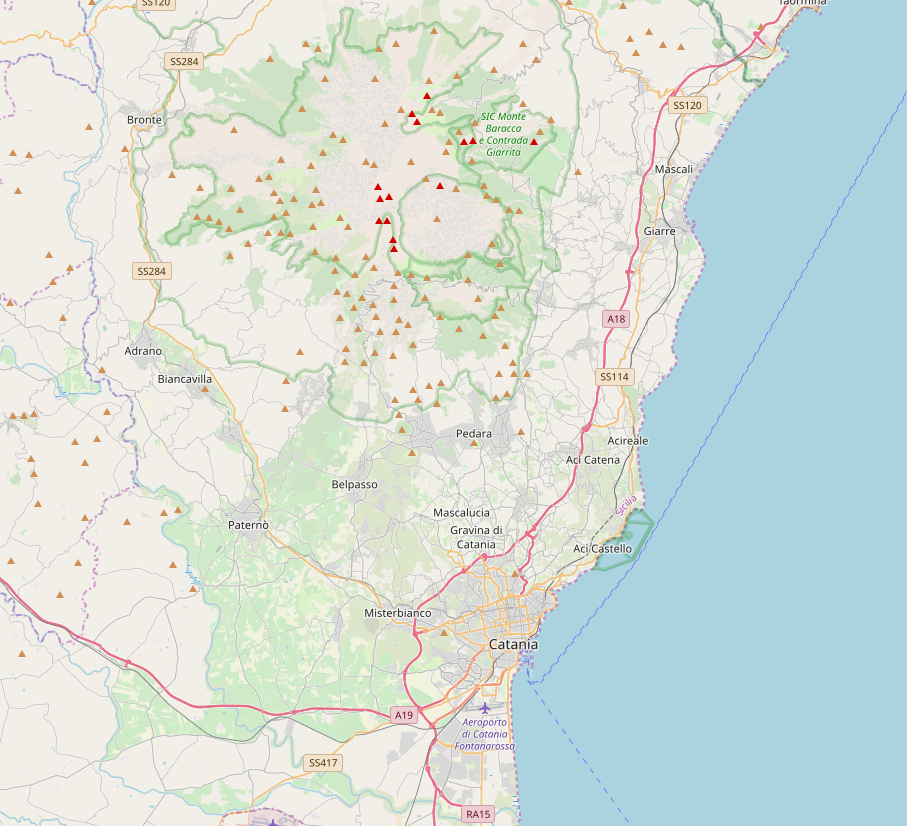 SS120
Taormina
SS284
SS120
SIC Monte
Baracca
e Contrada
Giarrita
Bronte
Mascali
Giarre
SS284
A18
Adrano
Biancavilla
SS114
Pedara
Acireale
Aci Catena
Belpasso
Sicilia
Mascalucia
Paternò
Gravina di
Catania
Aci Castello
Misterbianco
Catania
A19
Aeroporto
di Catania
Fontanarossa
SS417
RA15